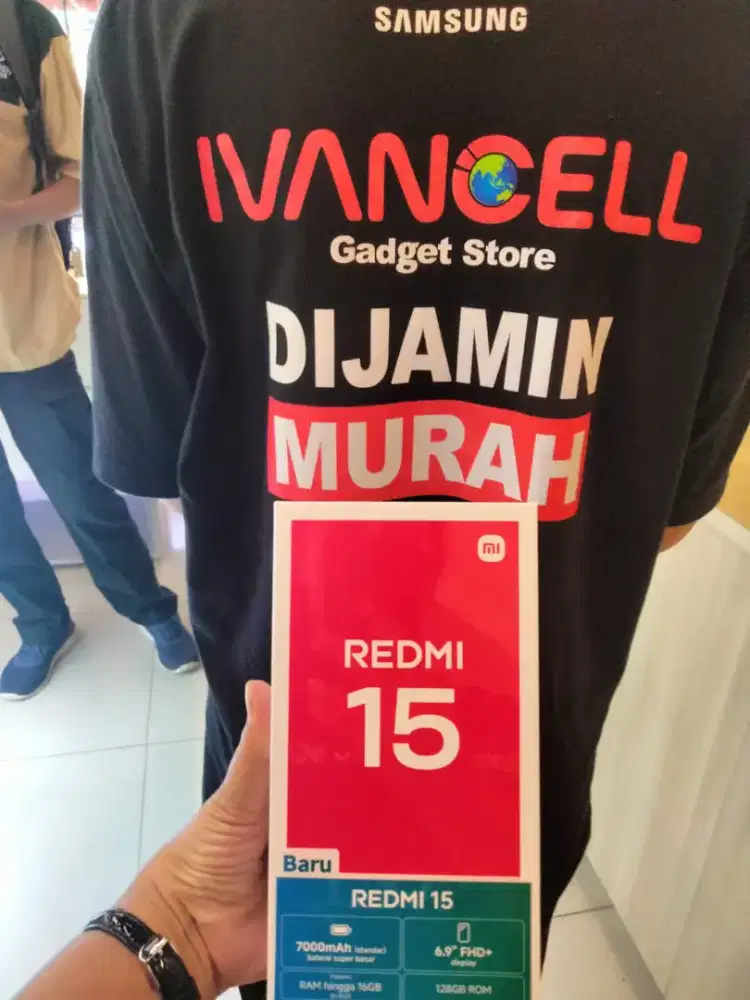 SAMSUNG
IVANCELL
Gadget Store
DIJAMIN
MURAH
mi
REDMI
15
Baru
REDMI 15
7000mAh (standar)
baterai super besar
6.9" FHD+
display
RAM hingga 16GB
128GB ROM